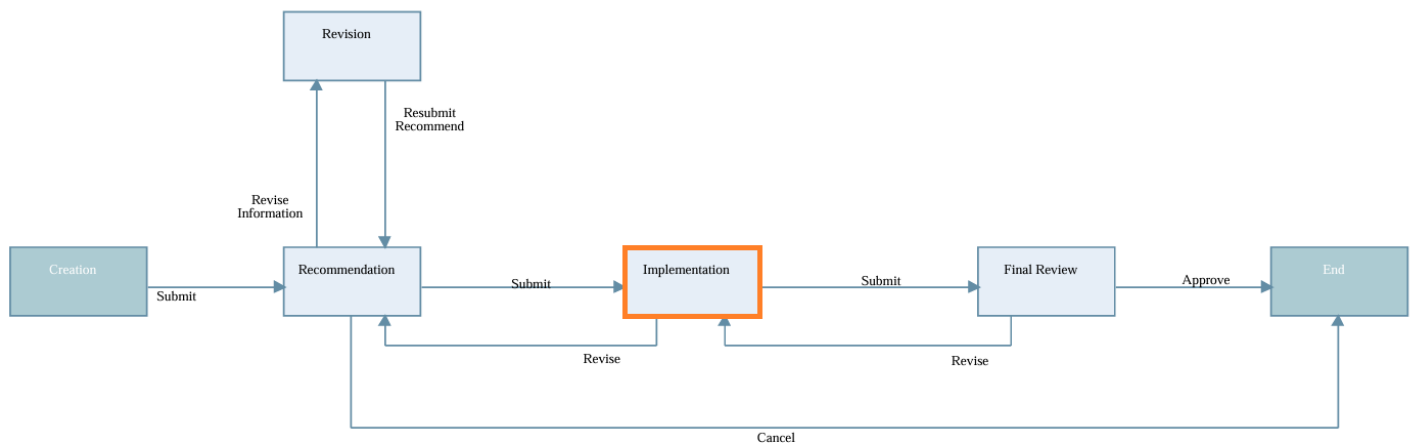 Revision
Resubmit
Recommend
Revise
Information
Creation
Submit
Recommendation
Submit
Implementation
Submit
Final Review
Approve
End
Revise
Revise
Cancel